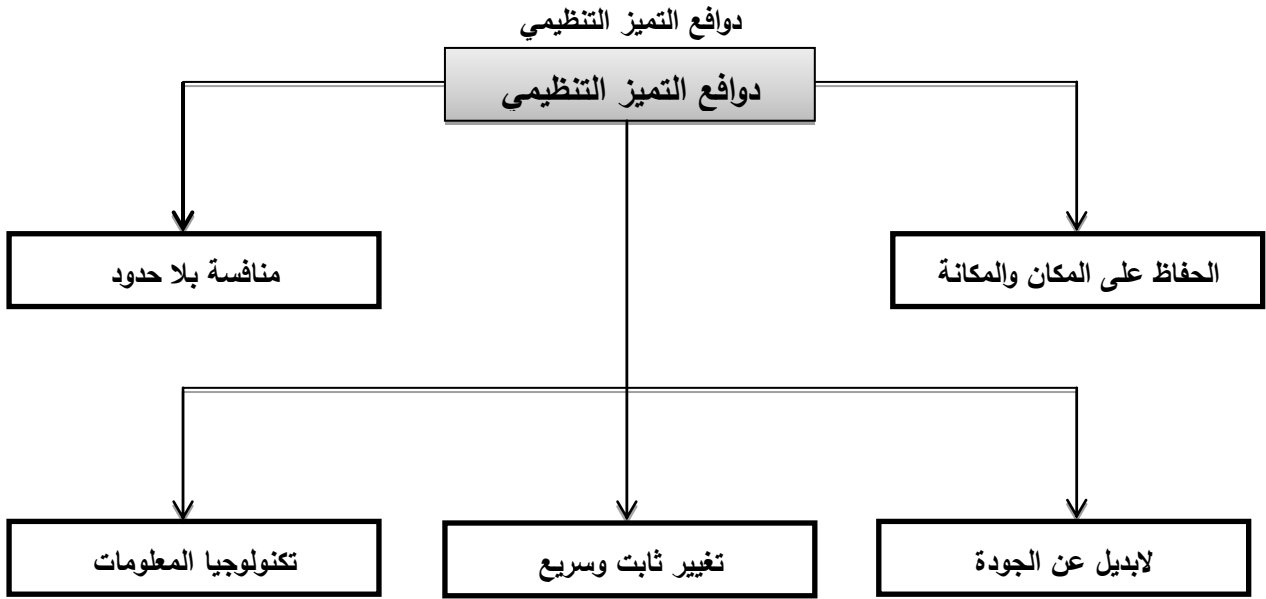 دوافع التميز التنظيمي
دوافع التميز التنظيمي
الحفاظ على المكان والمكانة
منافسة بلا حدود
لابديل عن الجودة
تغيير ثابت وسريع
تكنولوجيا المعلومات